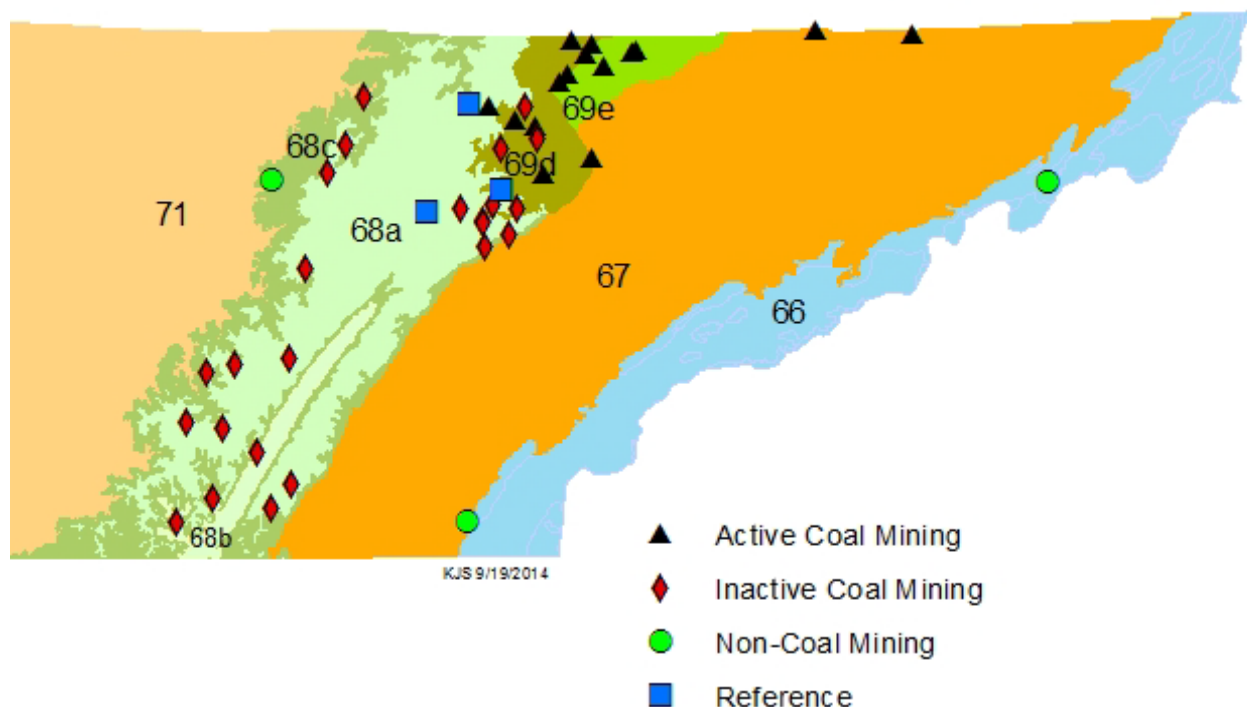 69e
68c
69d
71
68a
67
66
68b
KJS 9/19/2014
Active Coal Mining
Inactive Coal Mining
Non-Coal Mining
Reference